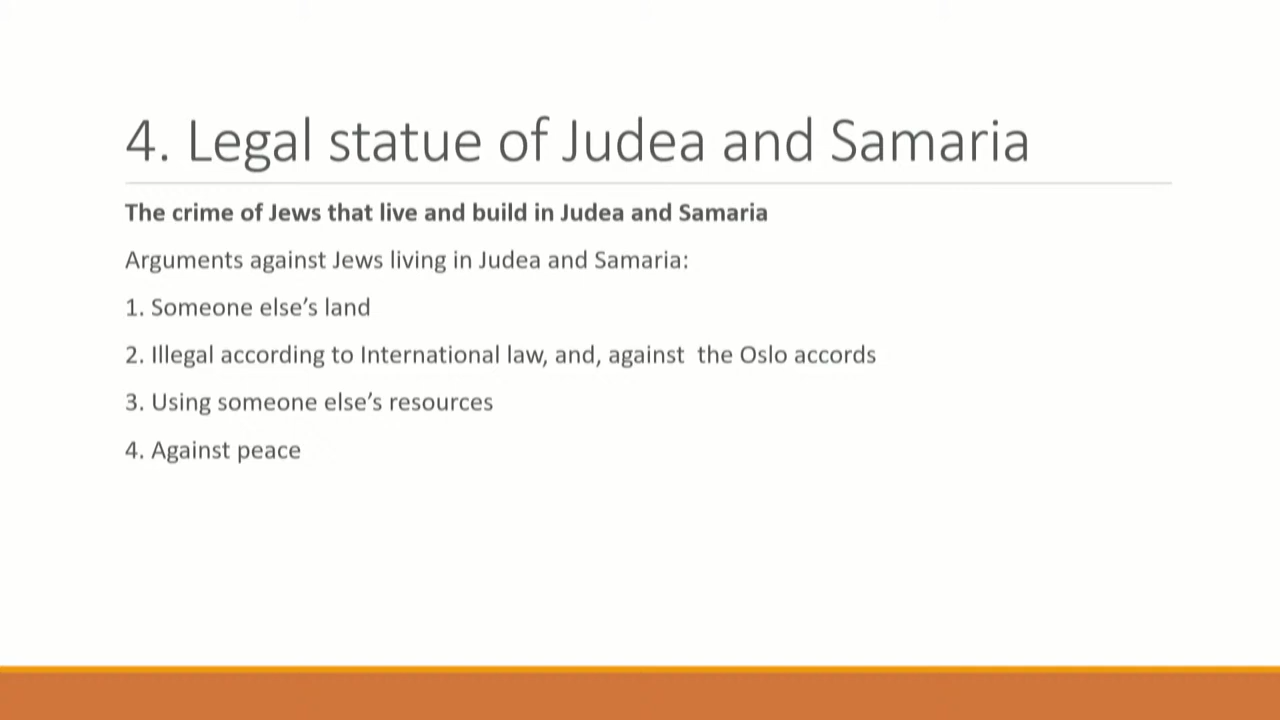 4. Legal statue of Judea and Samaria
The crime of Jews that live and build in Judea and Samaria
Arguments against Jews living in Judea and Samaria:
1. Someone else’s land
2. Illegal according to International law, and, against  the Oslo accords
3. Using someone else’s resources
4. Against peace